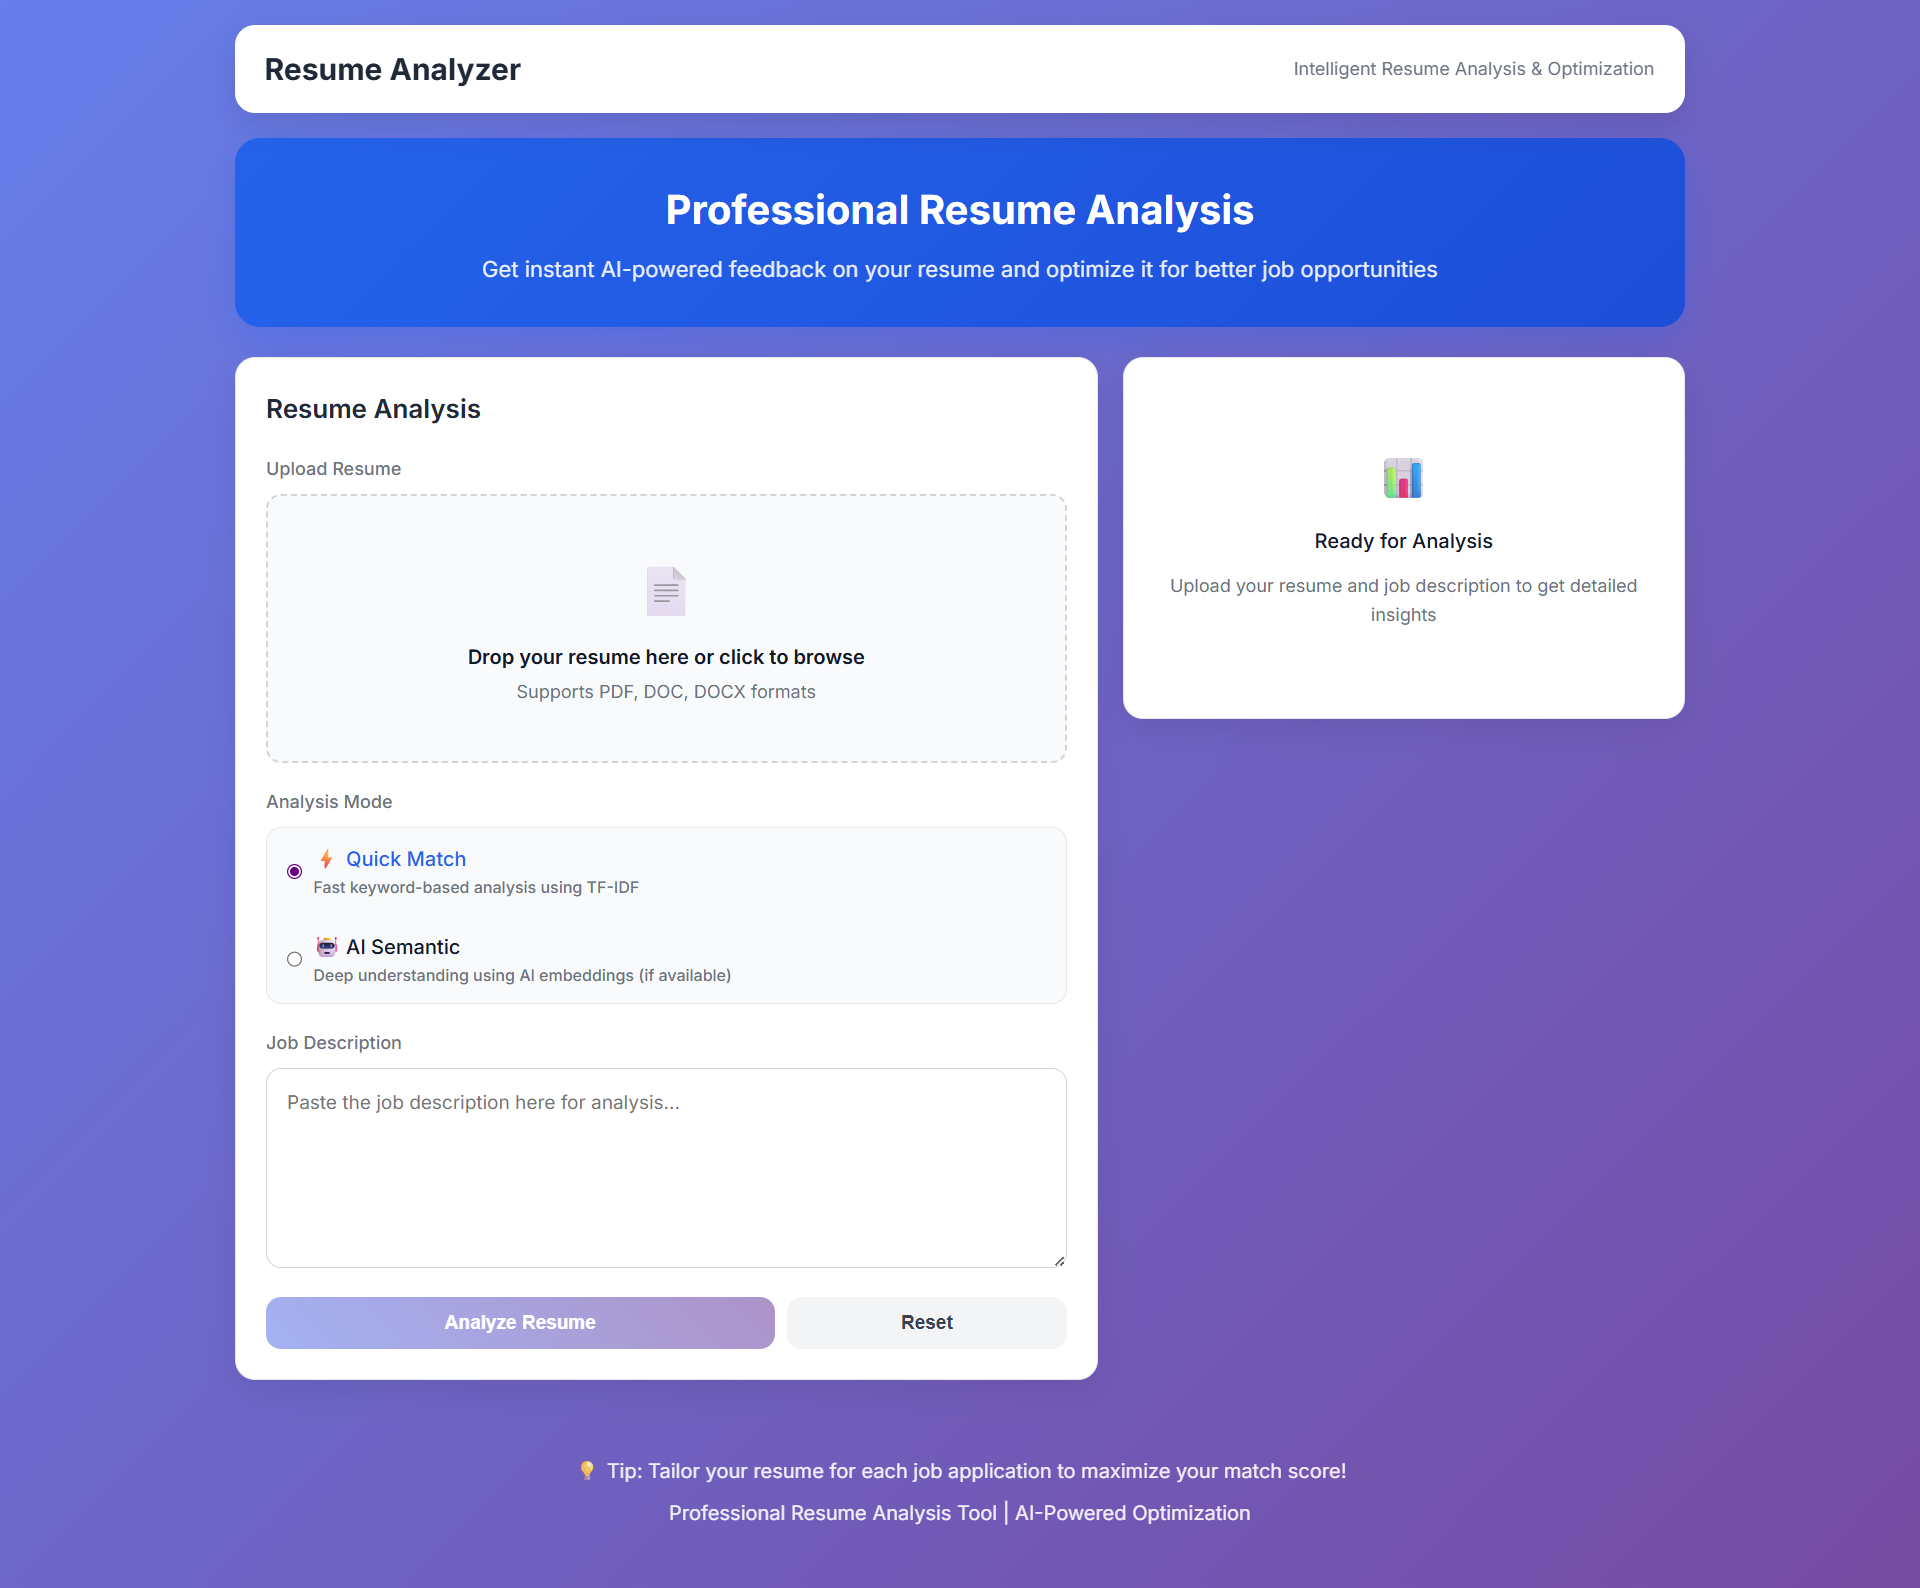 Resume Analyzer
Intelligent Resume Analysis & Optimization
Professional Resume Analysis
Get instant AI-powered feedback on your resume and optimize it for better job opportunities
Resume Analysis
Upload Resume
Drop your resume here or click to browse
Supports PDF, DOC, DOCX formats
Analysis Mode
Quick Match
Fast keyword-based analysis using TF-IDF
AI Semantic
Deep understanding using AI embeddings (if available)
Job Description
Paste the job description here for analysis...
Analyze Resume
Reset
Ready for Analysis
Upload your resume and job description to get detailed
insights
💡 Tip: Tailor your resume for each job application to maximize your match score!
Professional Resume Analysis Tool | AI-Powered Optimization